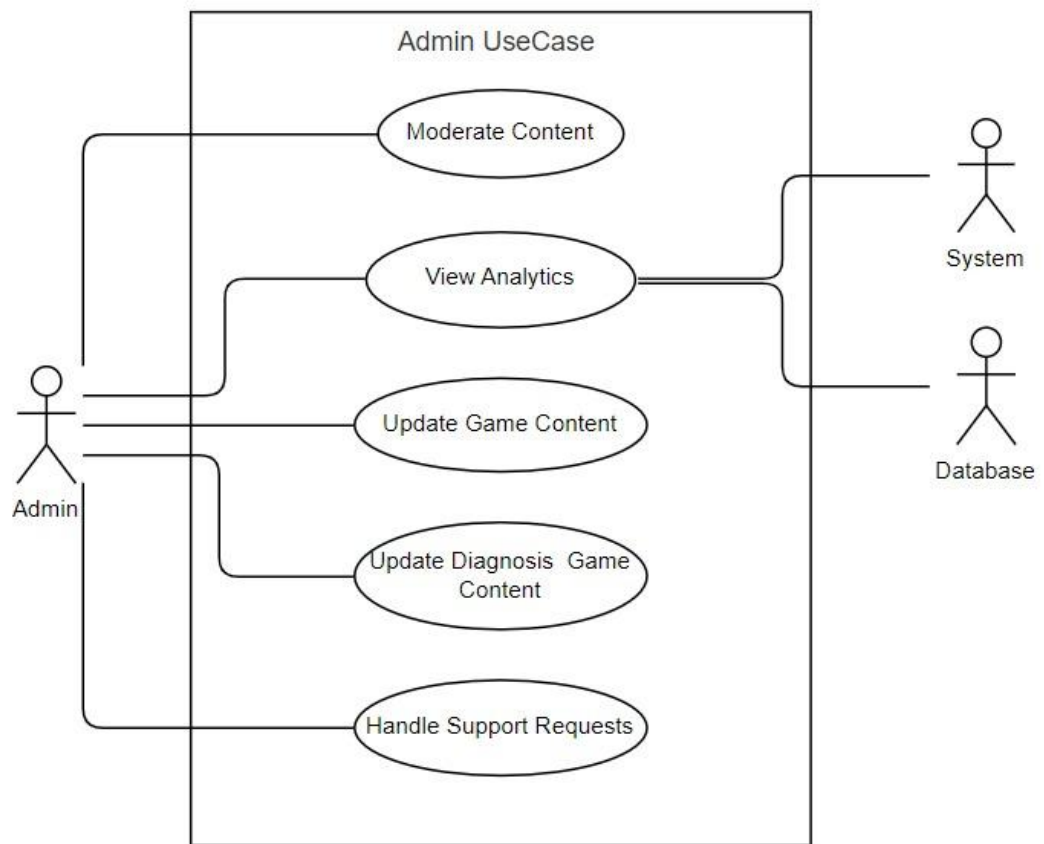 Admin UseCase
Moderate Content
View Analytics
System
Update Game Content
Database
Admin
Update Diagnosis  Game
Content
Handle Support Requests